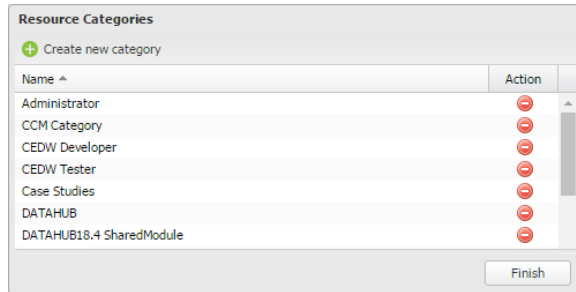 Resource Categories
Create new category
Name Action
Administrator
CCM Category
CEDW Developer
CEDW Tester
Case Studies
DATAHUB
DATAHUB18.4 SharedModule
Finish